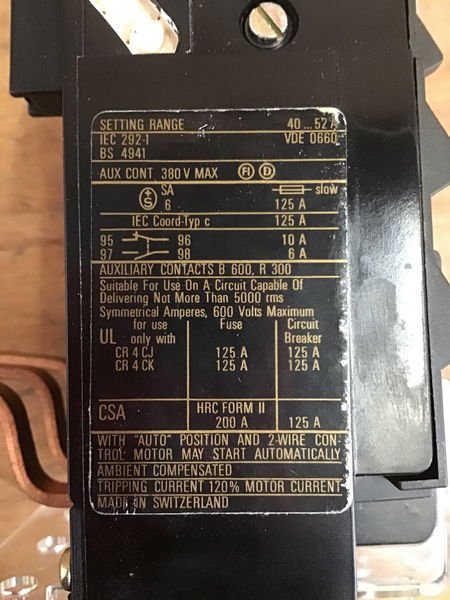 SETTING RANGE 40...52 A
IEC 292-1 VDE 0660
BS 4941
AUX CONT. 380 V MAX FI D
SA slow
S 6 125 A
IEC Coord-Typ c 125 A
95 96 10 A
97 98 6 A
AUXILIARY CONTACTS B 600, R 300
Suitable For Use On A Circuit Capable Of
Delivering Not More Than 5000 rms
Symmetrical Amperes, 600 Volts Maximum
for use Fuse Circuit
UL only with Breaker
CR 4 CJ 125 A 125 A
CR 4 CK 125 A 125 A
HRC FORM II
CSA 200 A 125 A
WITH "AUTO" POSITION AND 2-WIRE CON-
TROL MOTOR MAY START AUTOMATICALLY
AMBIENT COMPENSATED
TRIPPING CURRENT 120% MOTOR CURRENT
MADE IN SWITZERLAND